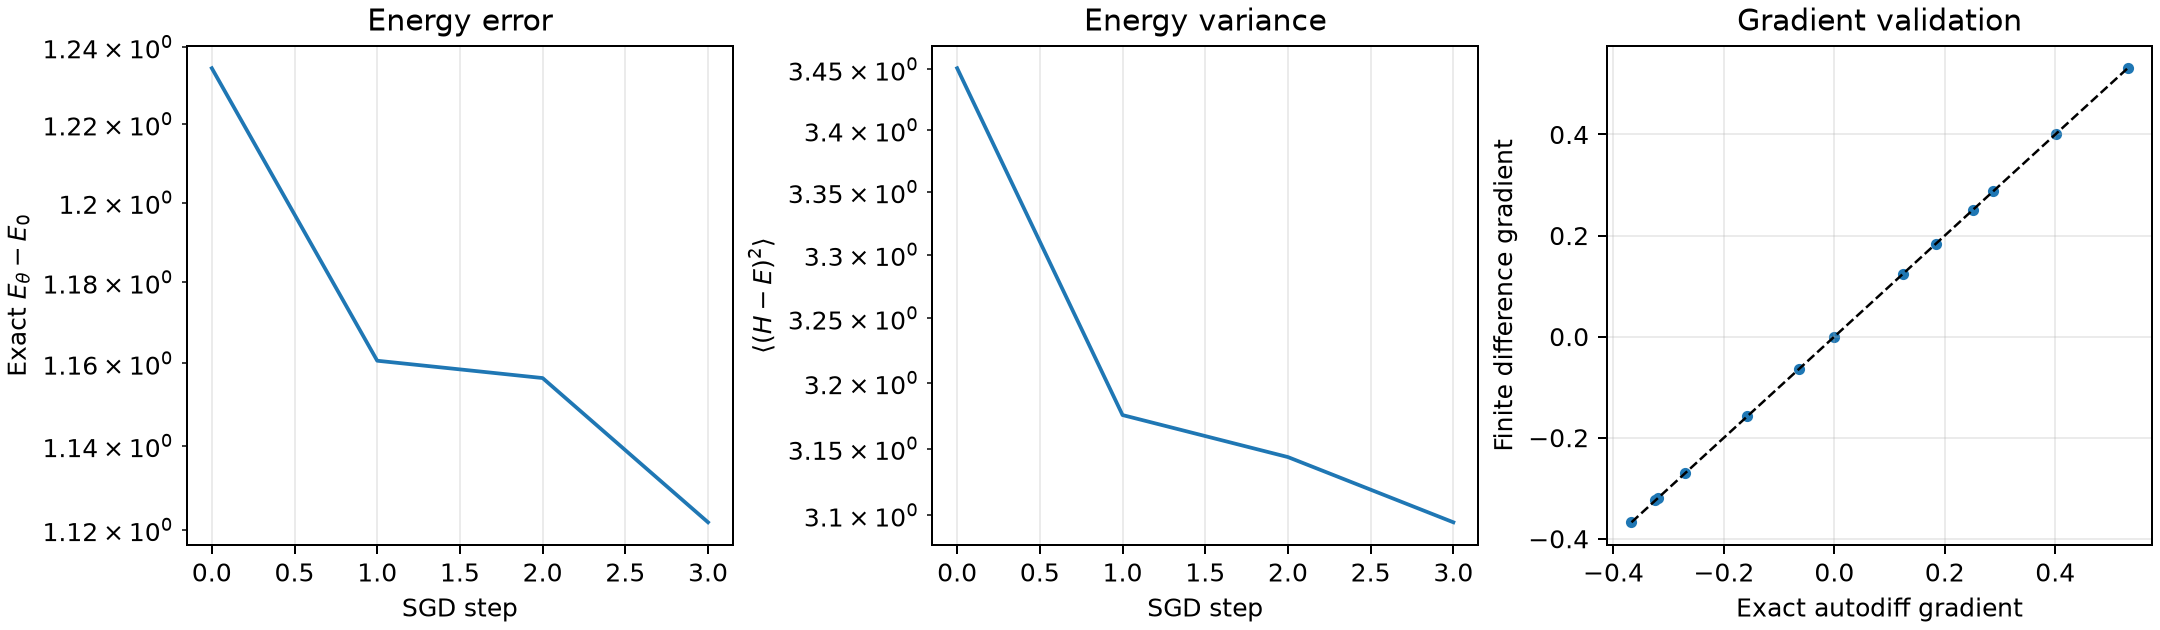 Energy error
1.24 × 10⁰
1.22 × 10⁰
1.2 × 10⁰
1.18 × 10⁰
1.16 × 10⁰
1.14 × 10⁰
1.12 × 10⁰
Exact E_θ − E₀
0.0 0.5 1.0 1.5 2.0 2.5 3.0
SGD step
Energy variance
3.45 × 10⁰
3.4 × 10⁰
3.35 × 10⁰
3.3 × 10⁰
3.25 × 10⁰
3.2 × 10⁰
3.15 × 10⁰
3.1 × 10⁰
⟨(H − E)²⟩
0.0 0.5 1.0 1.5 2.0 2.5 3.0
SGD step
Gradient validation
0.4
0.2
0.0
−0.2
−0.4
Finite difference gradient
−0.4 −0.2 0.0 0.2 0.4
Exact autodiff gradient